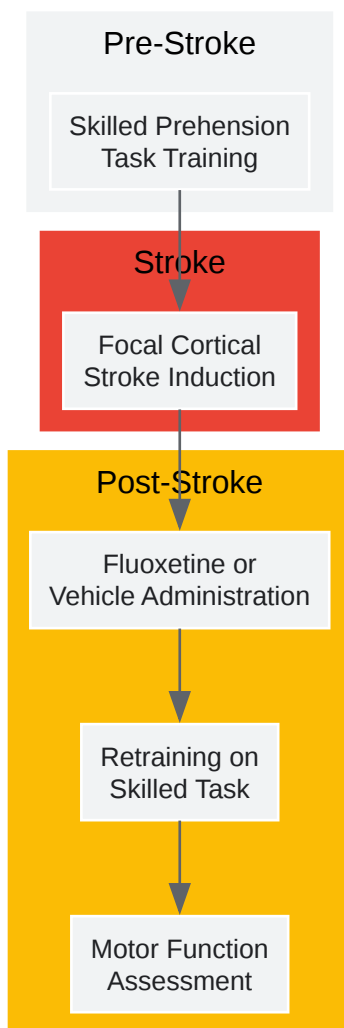 Pre-Stroke
Skilled Prehension
Task Training
Stroke
Focal Cortical
Stroke Induction
Post-Stroke
Fluoxetine or
Vehicle Administration
Retraining on
Skilled Task
Motor Function
Assessment